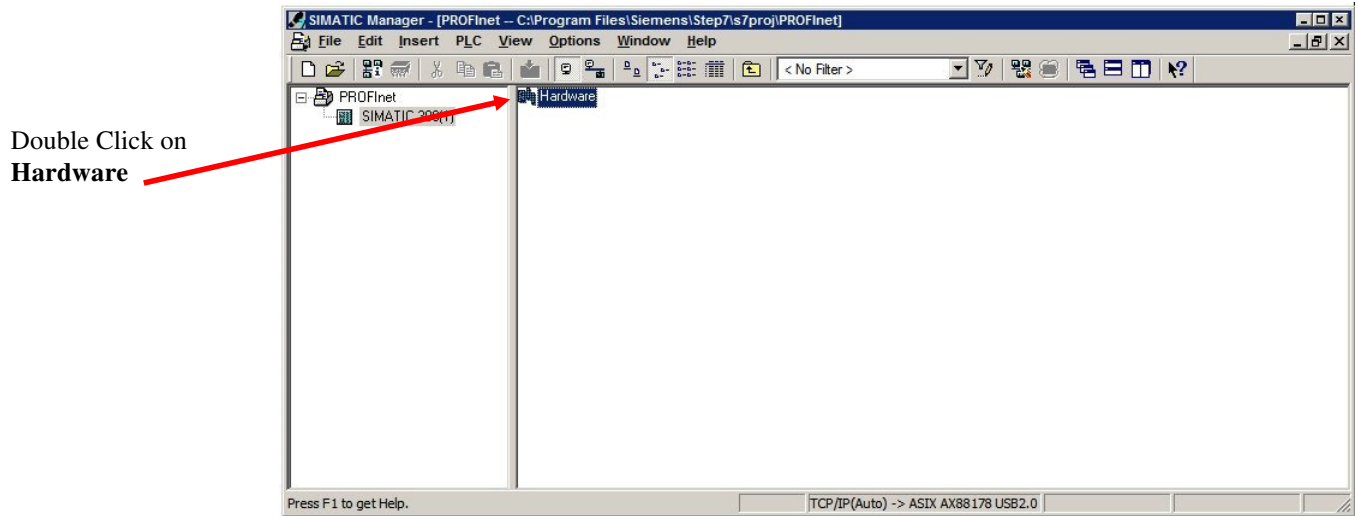 SIMATIC Manager - [PROFInet -- C:\Program Files\Siemens\Step7\s7proj\PROFInet]
File Edit Insert PLC View Options Window Help
< No Filter >
PROFInet
SIMATIC 300(1)
Hardware
Double Click on
Hardware
Press F1 to get Help.
TCP/IP(Auto) -> ASIX AX88178 USB2.0